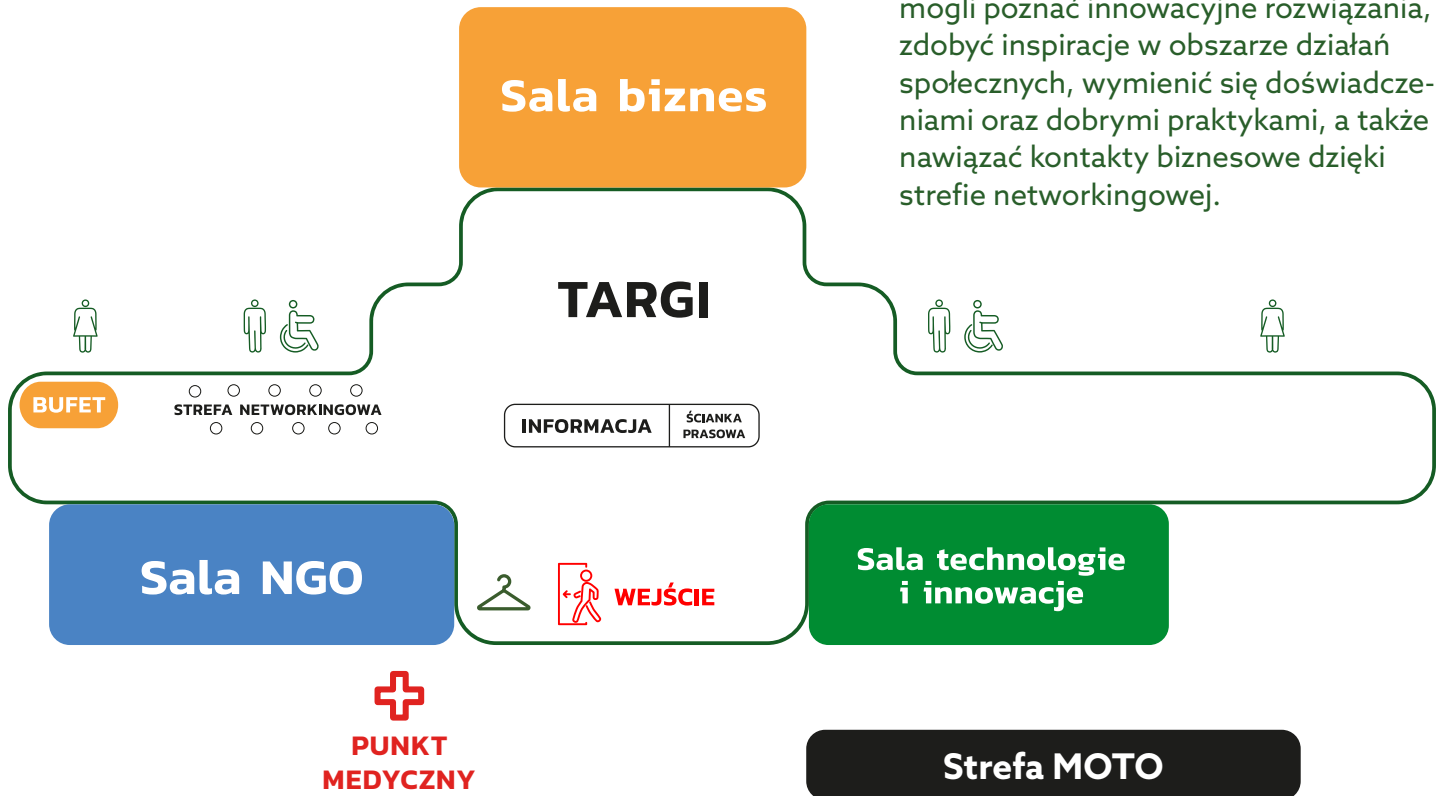 mogli poznać innowacyjne rozwiązania,
zdobyć inspiracje w obszarze działań
społecznych, wymienić się doświadcze-
niami oraz dobrymi praktykami, a także
nawiązać kontakty biznesowe dzięki
strefie networkingowej.
Sala biznes
TARGI
BUFET
STREFA NETWORKINGOWA
INFORMACJA
ŚCIANKA
PRASOWA
Sala NGO
WEJŚCIE
Sala technologie
i innowacje
PUNKT
MEDYCZNY
Strefa MOTO